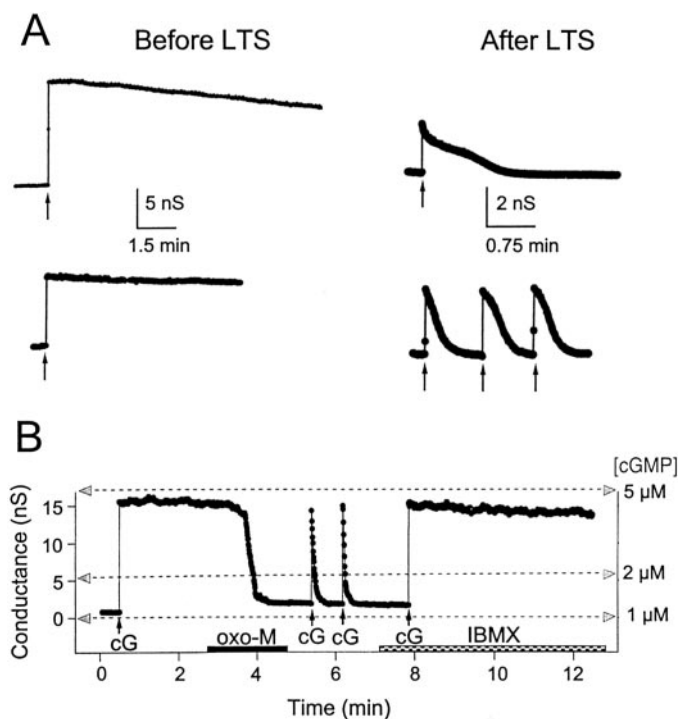 A
Before LTS After LTS
5 nS 2 nS
1.5 min 0.75 min
B
[cGMP]
Conductance (nS)
15 5 µM
10
5 2 µM
0 1 µM
cG oxo-M cG cG cG IBMX
0 2 4 6 8 10 12
Time (min)